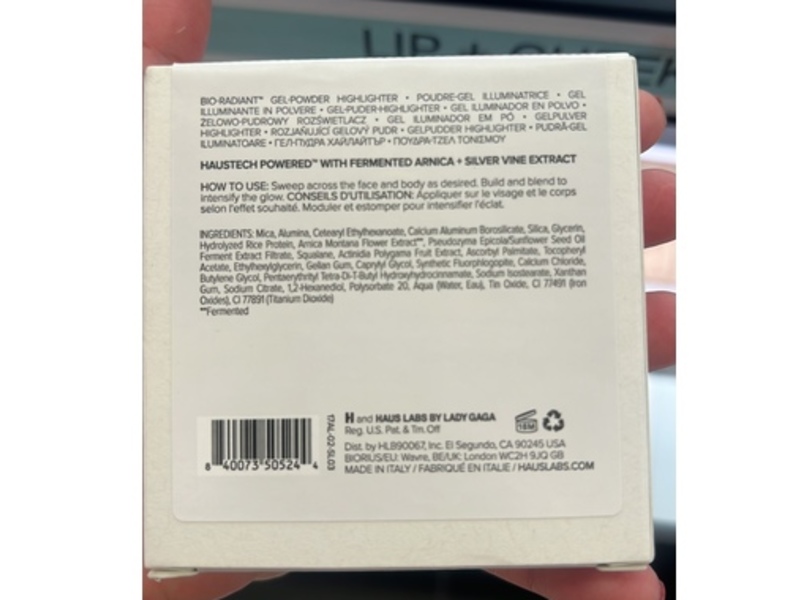 LIP + CHEEK
BIO-RADIANT™ GEL-POWDER HIGHLIGHTER • POUDRE-GEL ILLUMINATRICE • GEL
ILLUMINANTE IN POLVERE • GEL-PUDER-HIGHLIGHTER • GEL ILUMINADOR EN POLVO •
ŻELOWO-PUDROWY ROZŚWIETLACZ • GEL ILUMINADOR EM PÓ • GELPULVER
HIGHLIGHTER • ROZJAŇUJÍCÍ GELOVÝ PUDR • GELPUDDER HIGHLIGHTER • PUDRĂ-GEL
ILUMINATOARE • ГЕЛ-ПУДРА ХАЙЛАЙТЪР • ΠΟΥΔΡΑ-ΤΖΕΛ ΤΟΝΙΣΜΟΥ
HAUSTECH POWERED™ WITH FERMENTED ARNICA + SILVER VINE EXTRACT
HOW TO USE: Sweep across the face and body as desired. Build and blend to
intensify the glow. CONSEILS D'UTILISATION: Appliquer sur le visage et le corps
selon l'effet souhaité. Moduler et estomper pour intensifier l'éclat.
INGREDIENTS: Mica, Alumina, Cetearyl Ethylhexanoate, Calcium Aluminum Borosilicate, Silica, Glycerin,
Hydrolyzed Rice Protein, Arnica Montana Flower Extract**, Pseudozyma Epicola/Sunflower Seed Oil
Ferment Extract Filtrate, Squalane, Actinidia Polygama Fruit Extract, Ascorbyl Palmitate, Tocopheryl
Acetate, Ethylhexylglycerin, Gellan Gum, Caprylyl Glycol, Synthetic Fluorphlogopite, Calcium Chloride,
Butylene Glycol, Pentaerythrityl Tetra-Di-T-Butyl Hydroxyhydrocinnamate, Sodium Isostearate, Xanthan
Gum, Sodium Citrate, 1,2-Hexanediol, Polysorbate 20, Aqua (Water, Eau), Tin Oxide, CI 77491 (Iron
Oxides), CI 77891 (Titanium Dioxide)
**Fermented
8 40073 50524 4
17AL-02-SL03
H and HAUS LABS BY LADY GAGA
Reg. U.S. Pat. & Tm. Off
18M
Dist. by HLB90067, Inc. El Segundo, CA 90245 USA
BIORIUS/EU: Wavre, BE/UK: London WC2H 9JQ GB
MADE IN ITALY / FABRIQUÉ EN ITALIE / HAUSLABS.COM